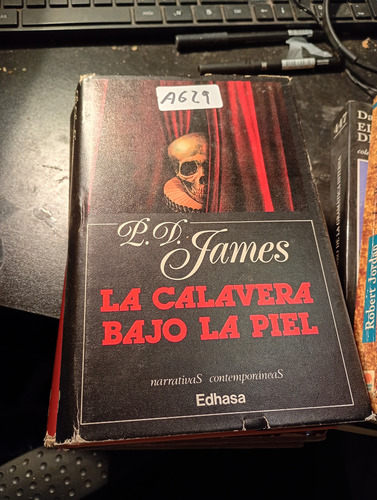 A629
P. D. James
LA CALAVERA
BAJO LA PIEL
narrativaS contemporáneaS
Edhasa
Robert Jordan